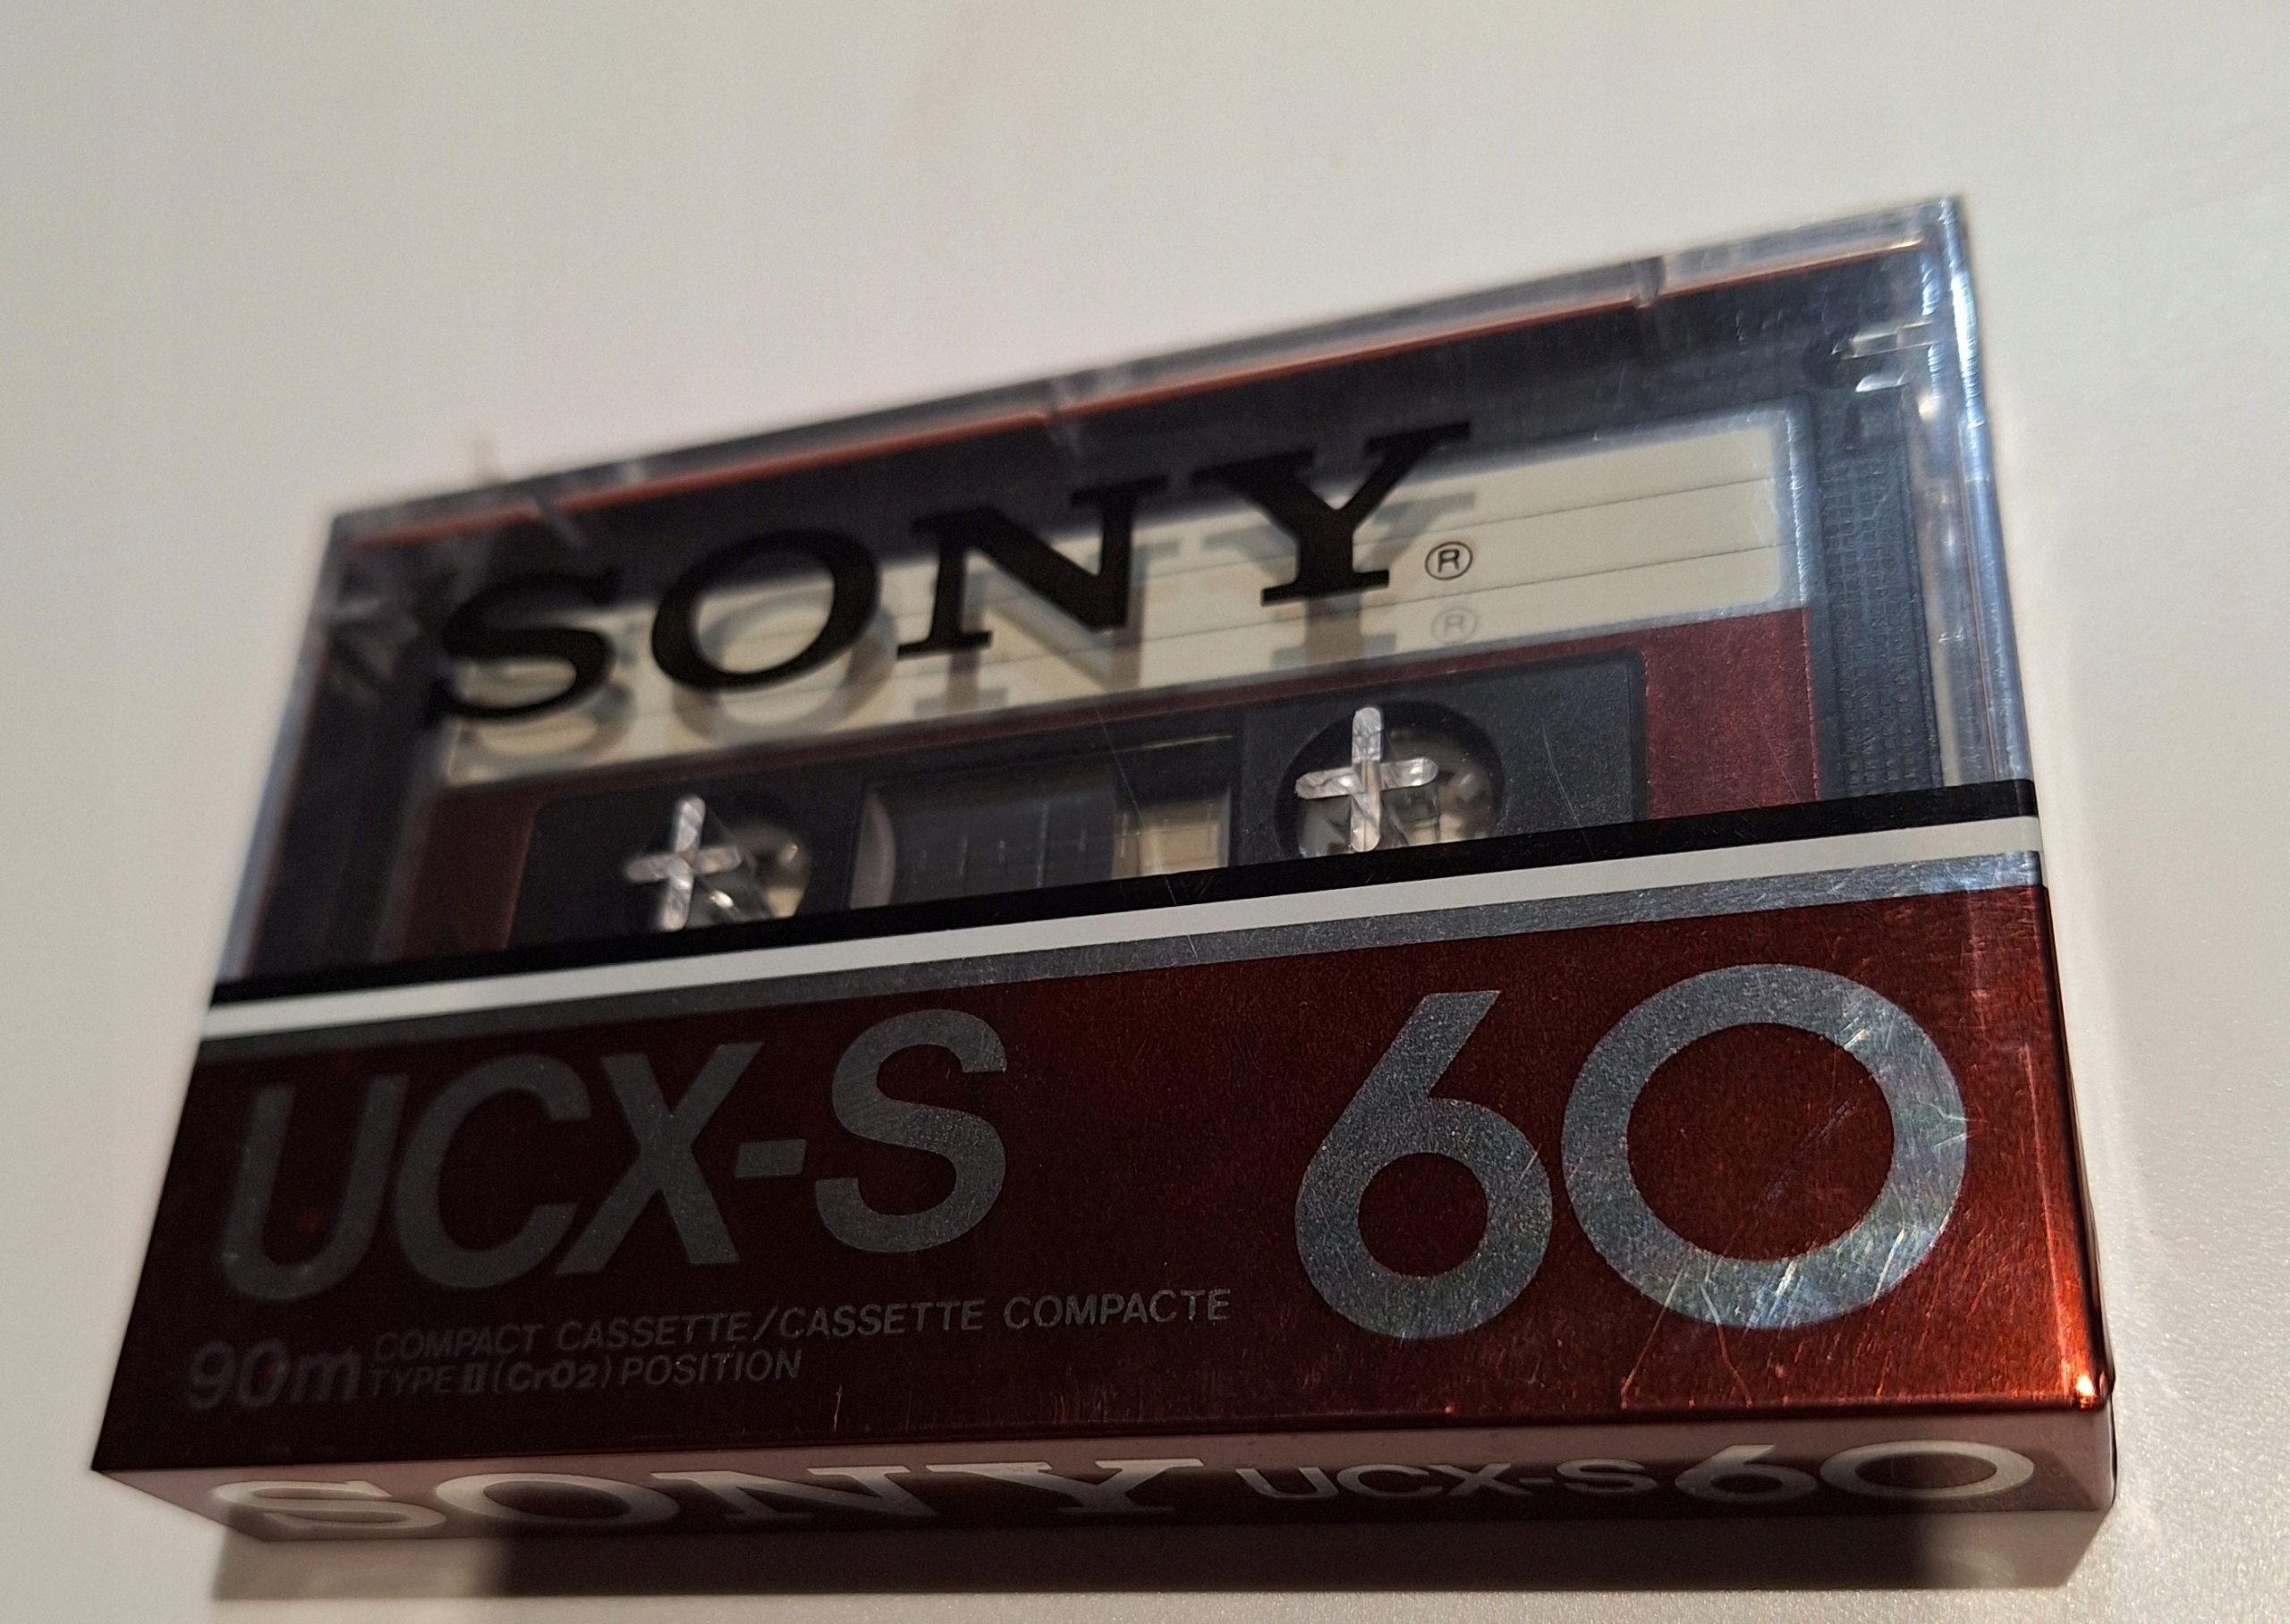 SONY®
UCX-S 60
90m COMPACT CASSETTE/CASSETTE COMPACTE
TYPE II (CrO2) POSITION
SONY UCX-S 60